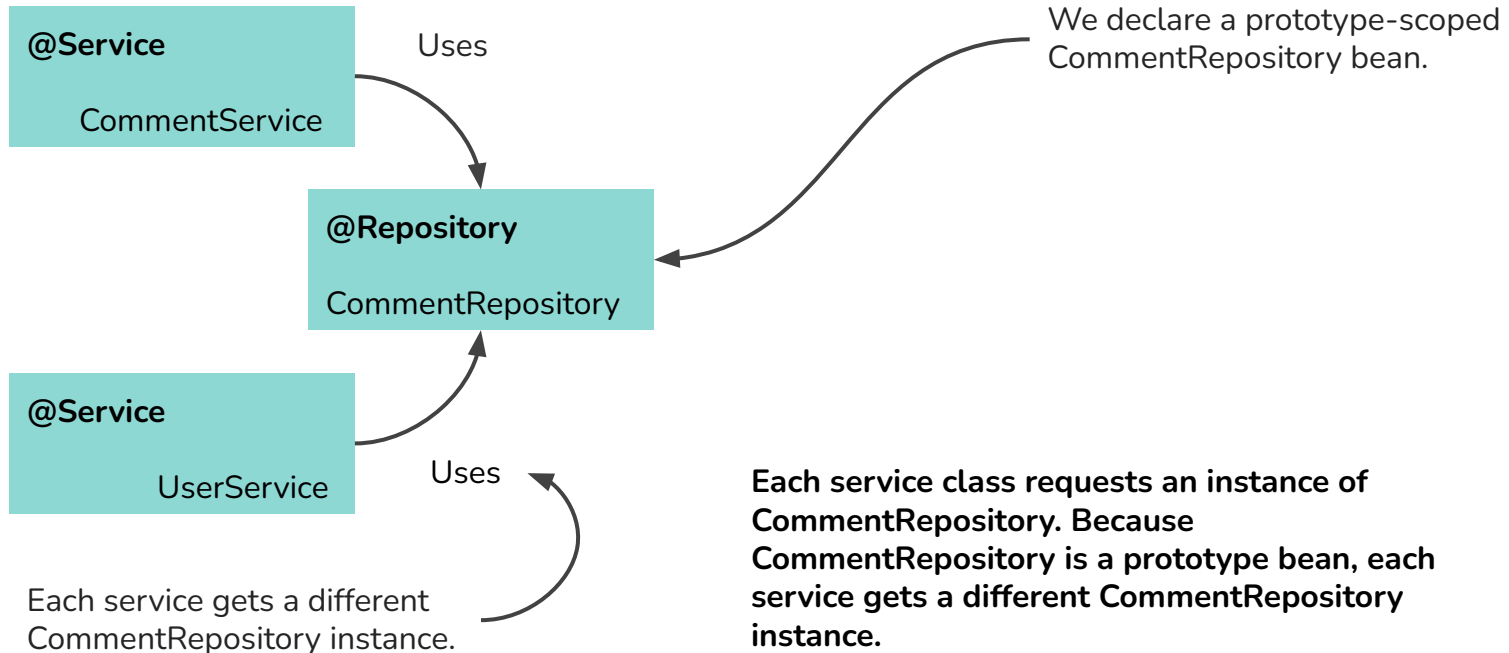 @Service
CommentService
Uses
We declare a prototype-scoped
CommentRepository bean.
@Repository
CommentRepository
@Service
UserService
Uses
Each service gets a different
CommentRepository instance.
Each service class requests an instance of
CommentRepository. Because
CommentRepository is a prototype bean, each
service gets a different CommentRepository
instance.